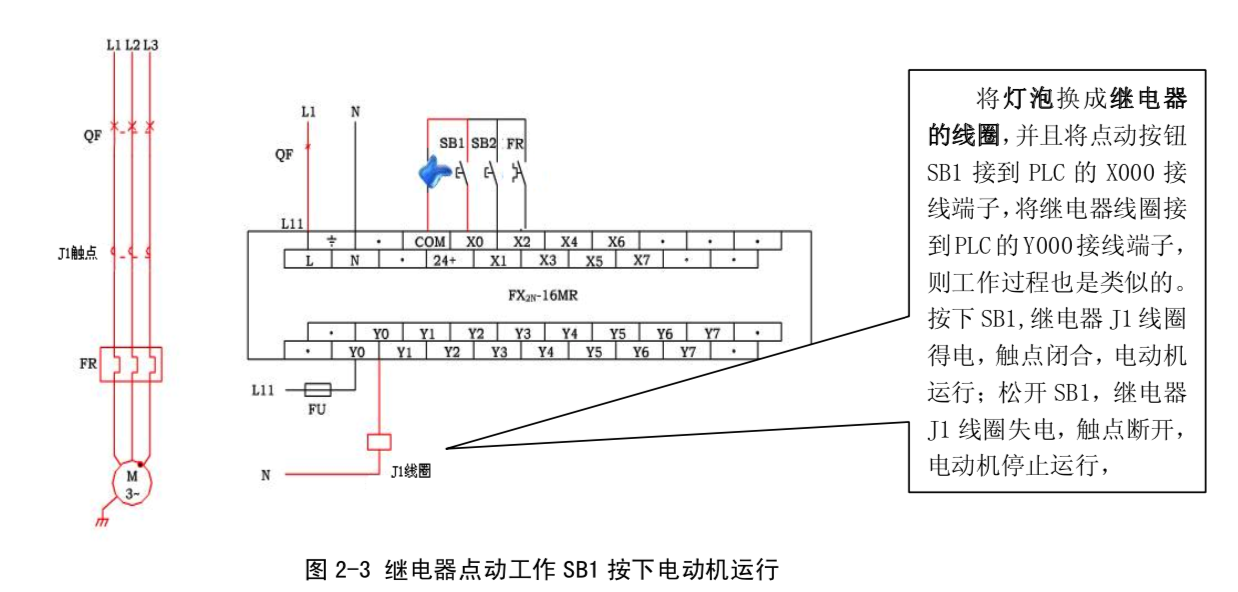 L1 L2 L3
QF
J1触点
FR
M
3~
L1 N
QF
SB1 SB2 FR
L11
⏚ · COM X0 X2 X4 X6 · · ·
L N · 24+ X1 X3 X5 X7 · ·
FX2N-16MR
· Y0 Y1 Y2 Y3 Y4 Y5 Y6 Y7 ·
· Y0 Y1 Y2 Y3 Y4 Y5 Y6 Y7 ·
L11
FU
N
J1线圈
将灯泡换成继电器
的线圈,并且将点动按钮
SB1 接到 PLC 的 X000 接
线端子,将继电器线圈接
到PLC的Y000接线端子,
则工作过程也是类似的。
按下 SB1,继电器 J1 线圈
得电,触点闭合,电动机
运行；松开 SB1,继电器
J1 线圈失电,触点断开,
电动机停止运行,
图 2-3 继电器点动工作 SB1 按下电动机运行